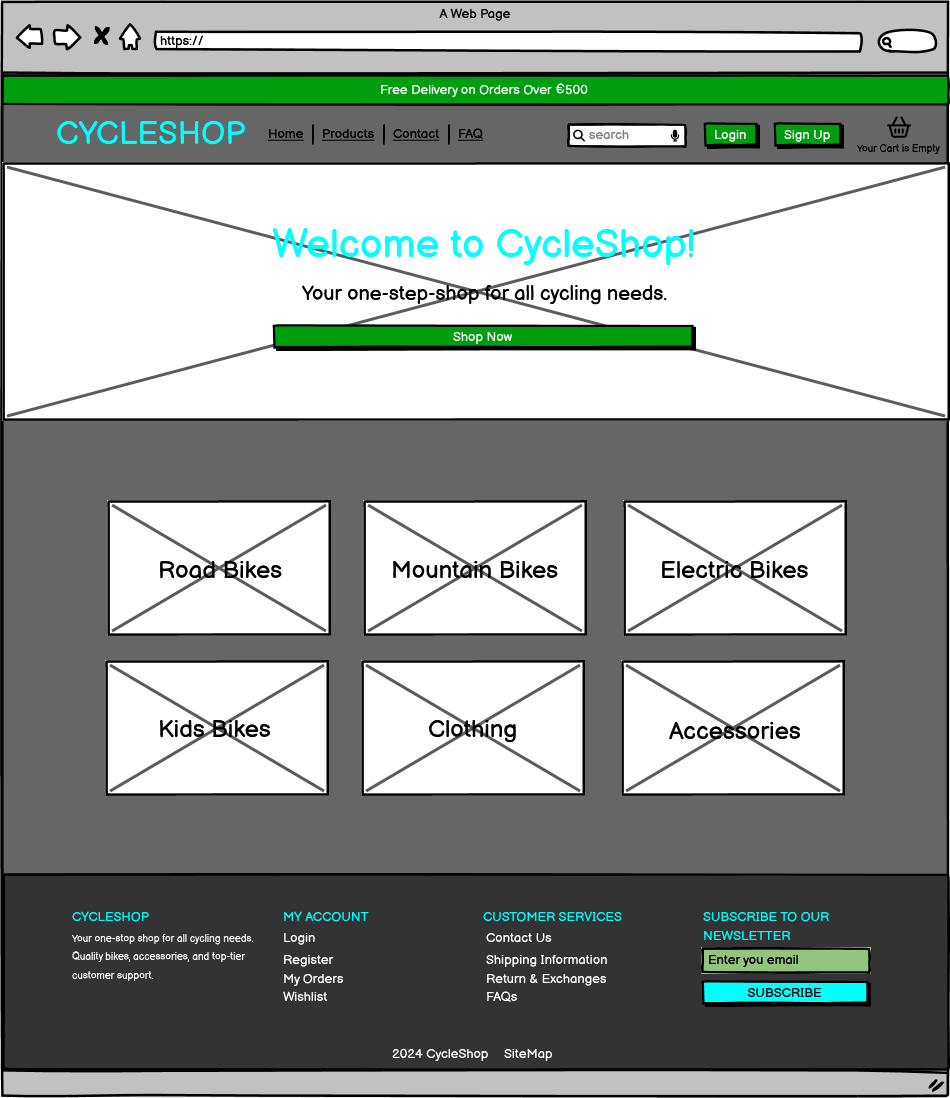 A Web Page
https://
Free Delivery on Orders Over €500
CYCLESHOP Home Products Contact FAQ search Login Sign Up
Your Cart is Empty
Welcome to CycleShop!
Your one-step-shop for all cycling needs.
Shop Now
Road Bikes Mountain Bikes Electric Bikes
Kids Bikes Clothing Accessories
CYCLESHOP
Your one-stop shop for all cycling needs.
Quality bikes, accessories, and top-tier
customer support.
MY ACCOUNT
Login
Register
My Orders
Wishlist
CUSTOMER SERVICES
Contact Us
Shipping Information
Return & Exchanges
FAQs
SUBSCRIBE TO OUR
NEWSLETTER
Enter you email
SUBSCRIBE
2024 CycleShop SiteMap